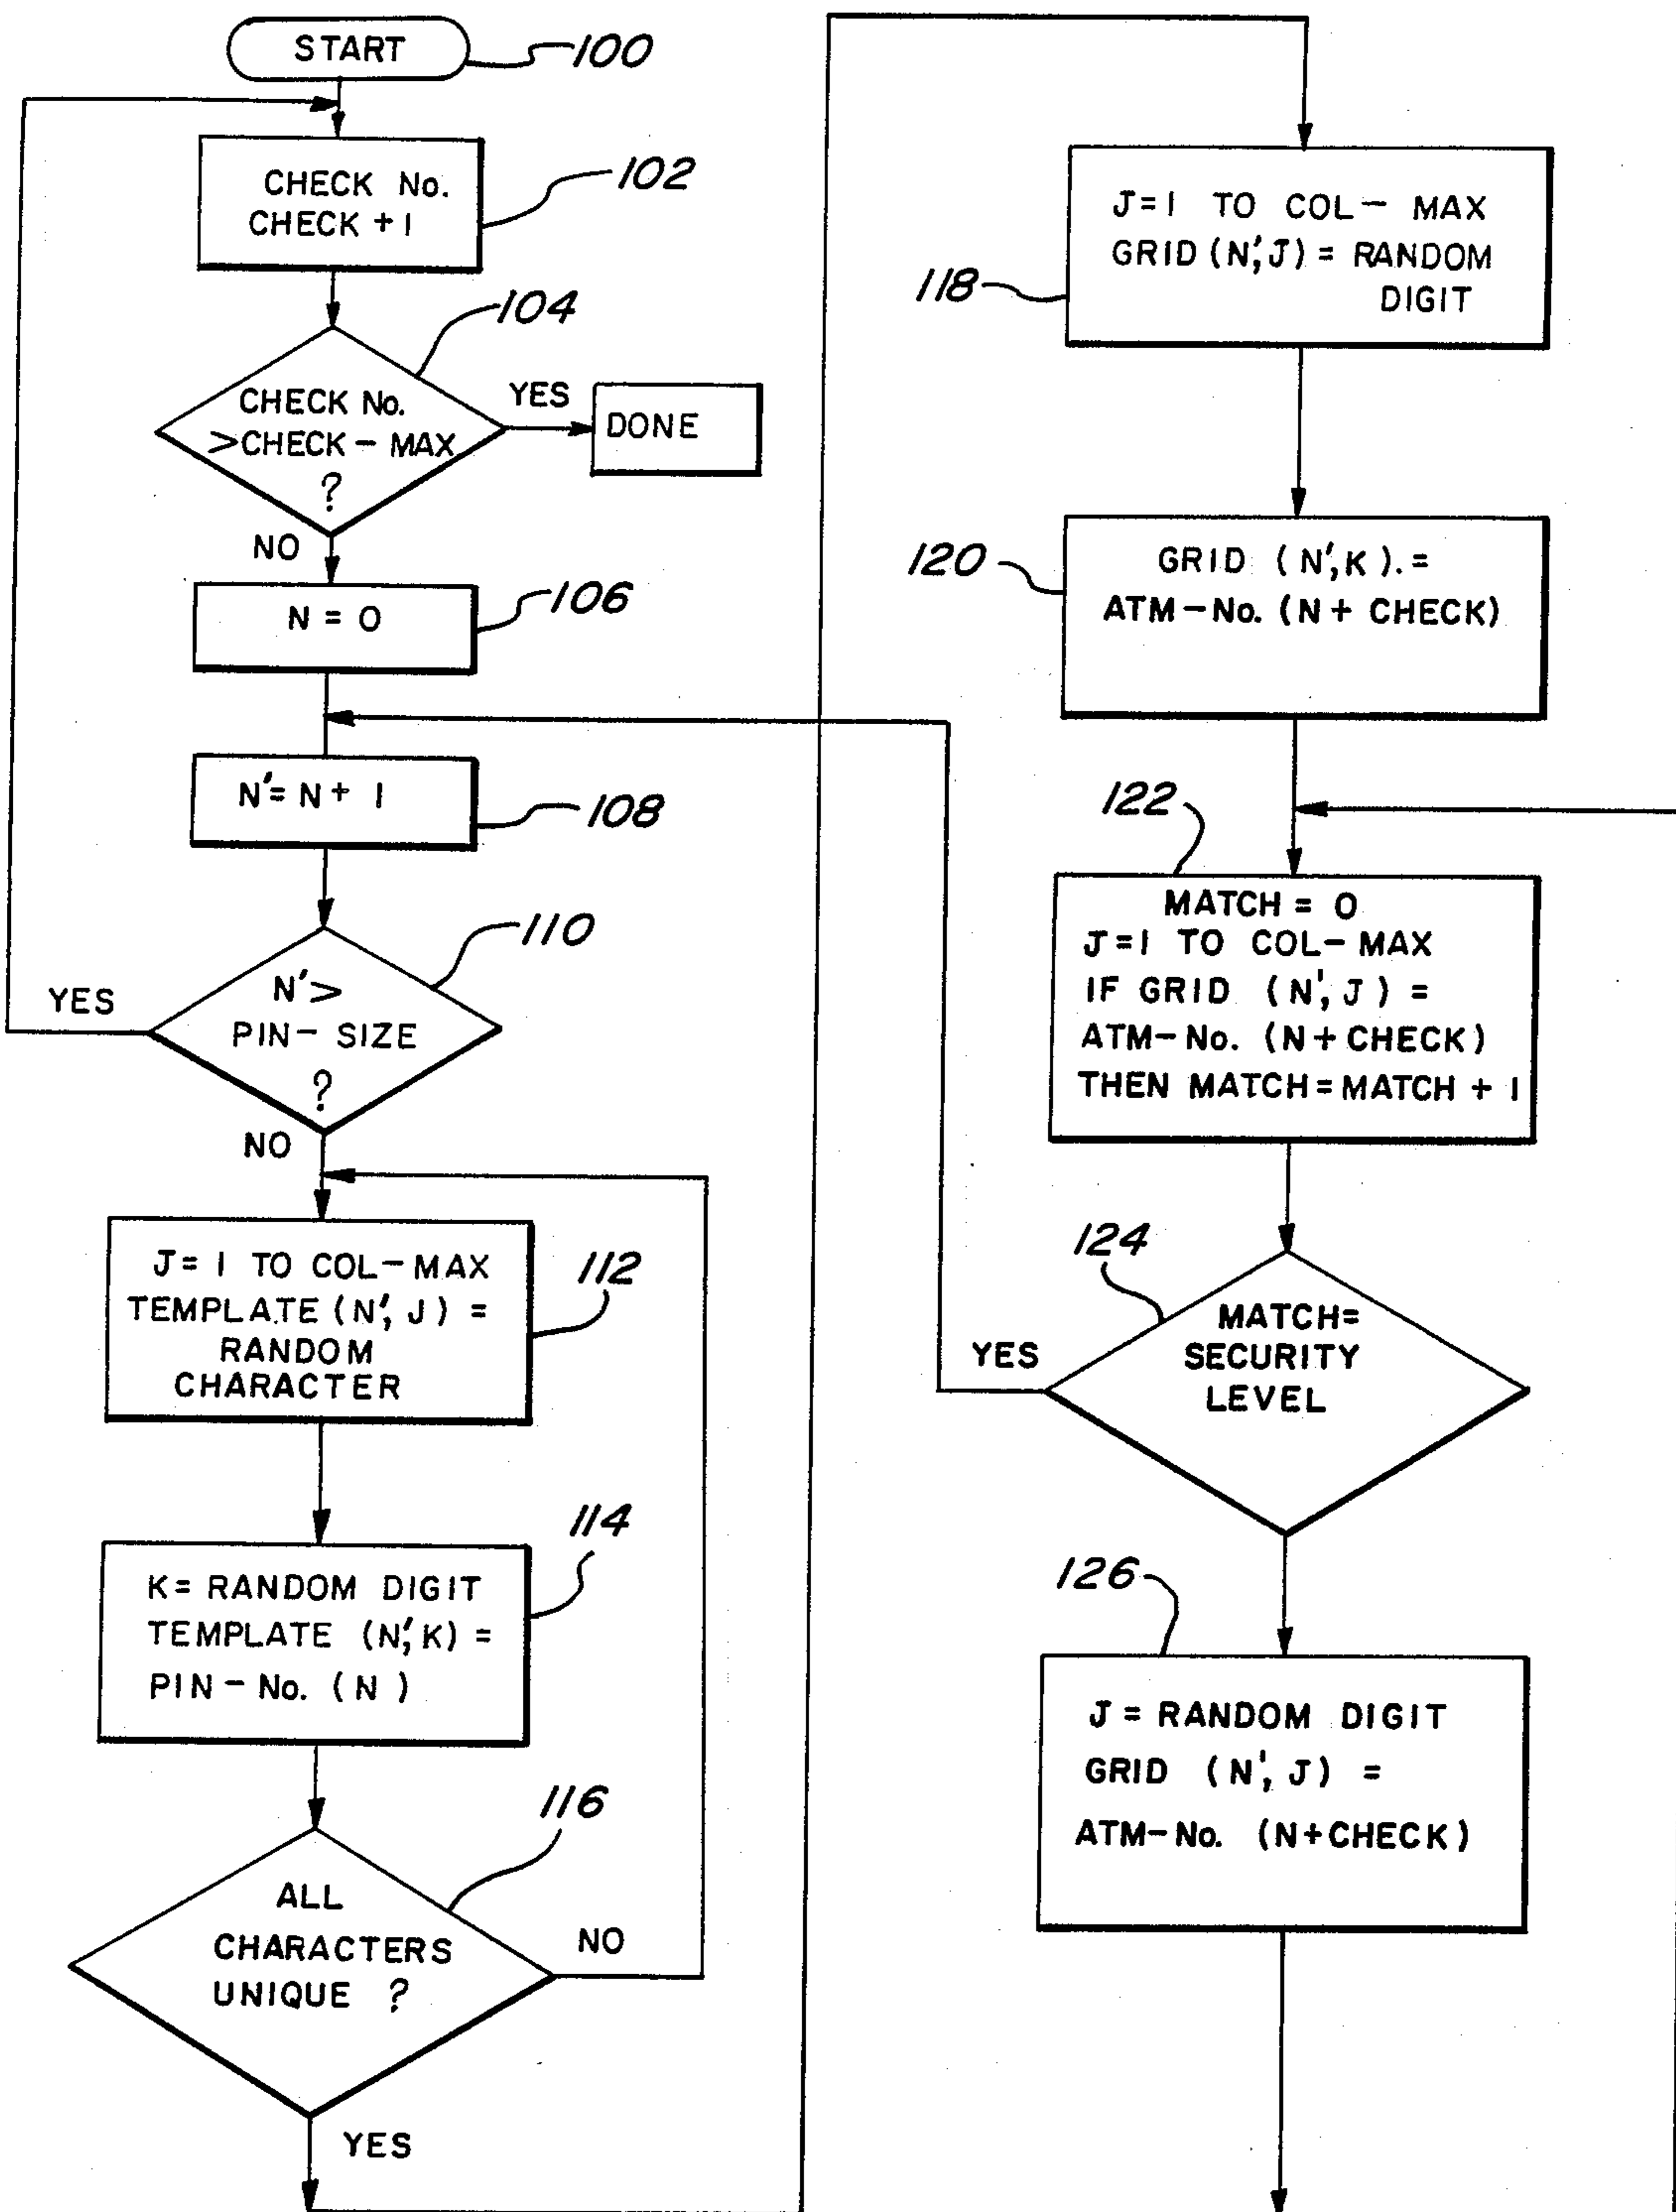 START
100
CHECK No.
CHECK + 1
102
104
CHECK No.
>CHECK - MAX
?
YES
DONE
NO
N = 0
106
N' = N + 1
108
110
N' >
PIN - SIZE
?
YES
NO
J = 1 TO COL - MAX
TEMPLATE (N', J) =
RANDOM
CHARACTER
112
114
K = RANDOM DIGIT
TEMPLATE (N', K) =
PIN - No. (N)
116
ALL
CHARACTERS
UNIQUE ?
NO
YES
J = 1 TO COL - MAX
GRID (N', J) = RANDOM
DIGIT
118
GRID (N', K). =
ATM - No. (N + CHECK)
120
122
MATCH = 0
J = 1 TO COL - MAX
IF GRID (N', J) =
ATM - No. (N + CHECK)
THEN MATCH = MATCH + 1
124
MATCH =
SECURITY
LEVEL
YES
126
J = RANDOM DIGIT
GRID (N', J) =
ATM - No. (N + CHECK)